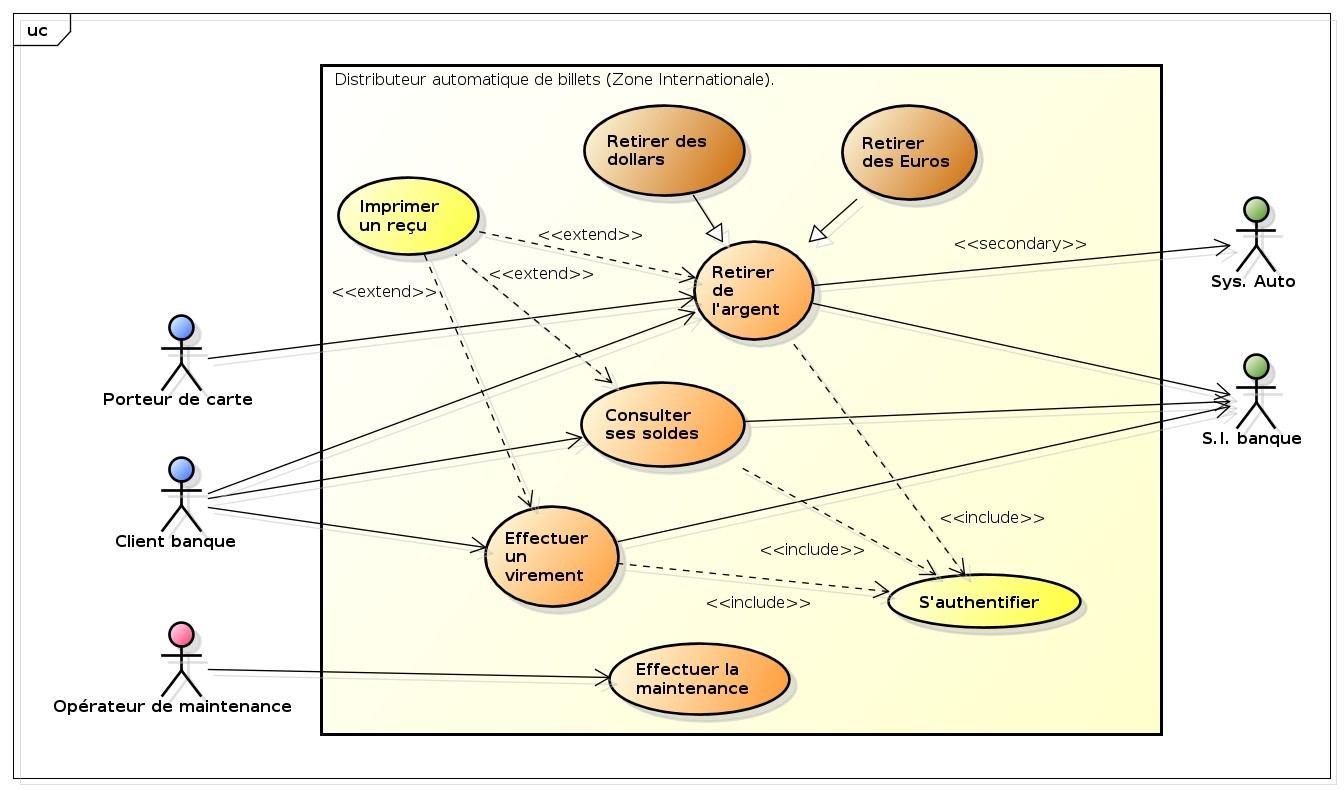 uc
Distributeur automatique de billets (Zone Internationale).
Retirer des
dollars
Retirer
des Euros
Imprimer
un reçu
<<extend>>
<<secondary>>
<<extend>>
<<extend>>
Retirer
de
l'argent
Sys. Auto
Porteur de carte
Consulter
ses soldes
S.I. banque
Client banque
<<include>>
Effectuer
un
virement
<<include>>
<<include>>
S'authentifier
Effectuer la
maintenance
Opérateur de maintenance